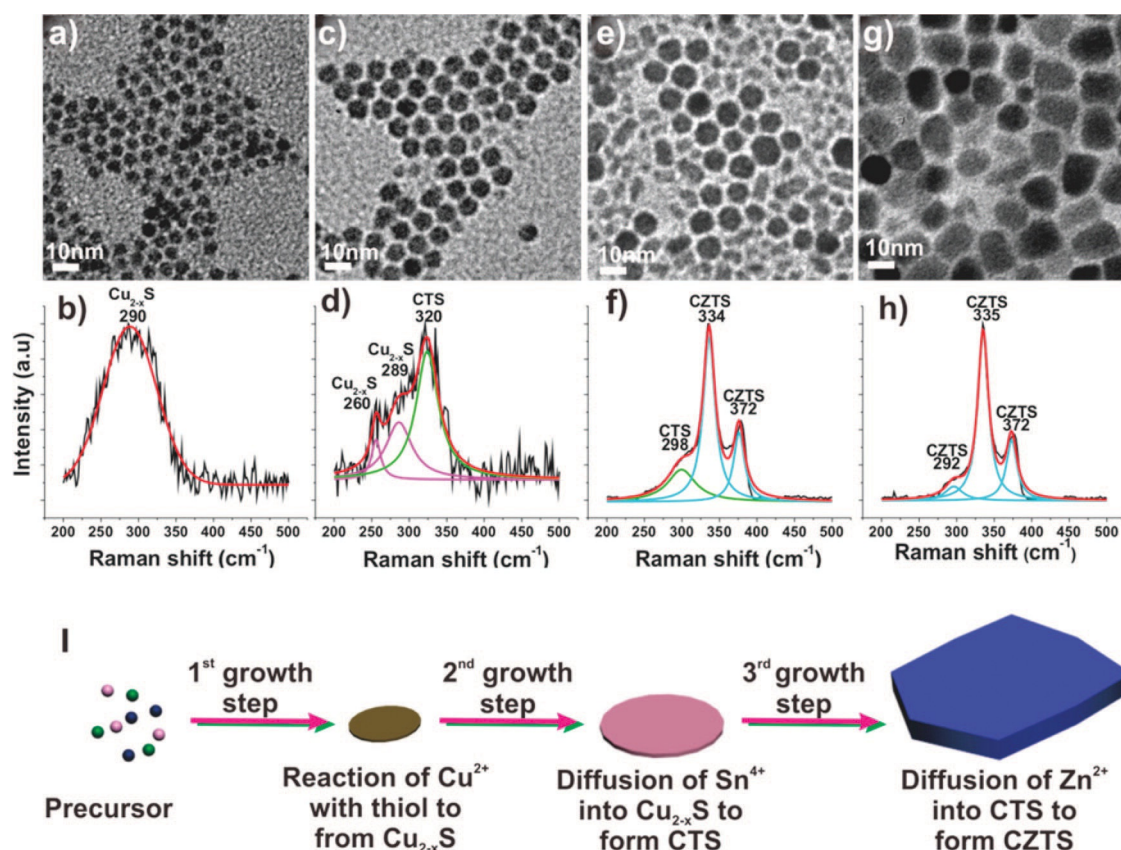 a)
c)
e)
g)
10nm
10nm
10nm
10nm
b)
Cu2-xS
290
d)
CTS
320
Cu2-xS
289
Cu2-xS
260
f)
CZTS
334
CZTS
372
CTS
298
h)
CZTS
335
CZTS
372
CZTS
292
Intensity (a.u)
200 250 300 350 400 450 500
200 250 300 350 400 450 500
200 250 300 350 400 450 500
200 250 300 350 400 450 500
Raman shift (cm-1)
Raman shift (cm-1)
Raman shift (cm-1)
Raman shift (cm-1)
I
Precursor
1st growth
step
Reaction of Cu2+
with thiol to
from Cu2-xS
2nd growth
step
Diffusion of Sn4+
into Cu2-xS to
form CTS
3rd growth
step
Diffusion of Zn2+
into CTS to
form CZTS